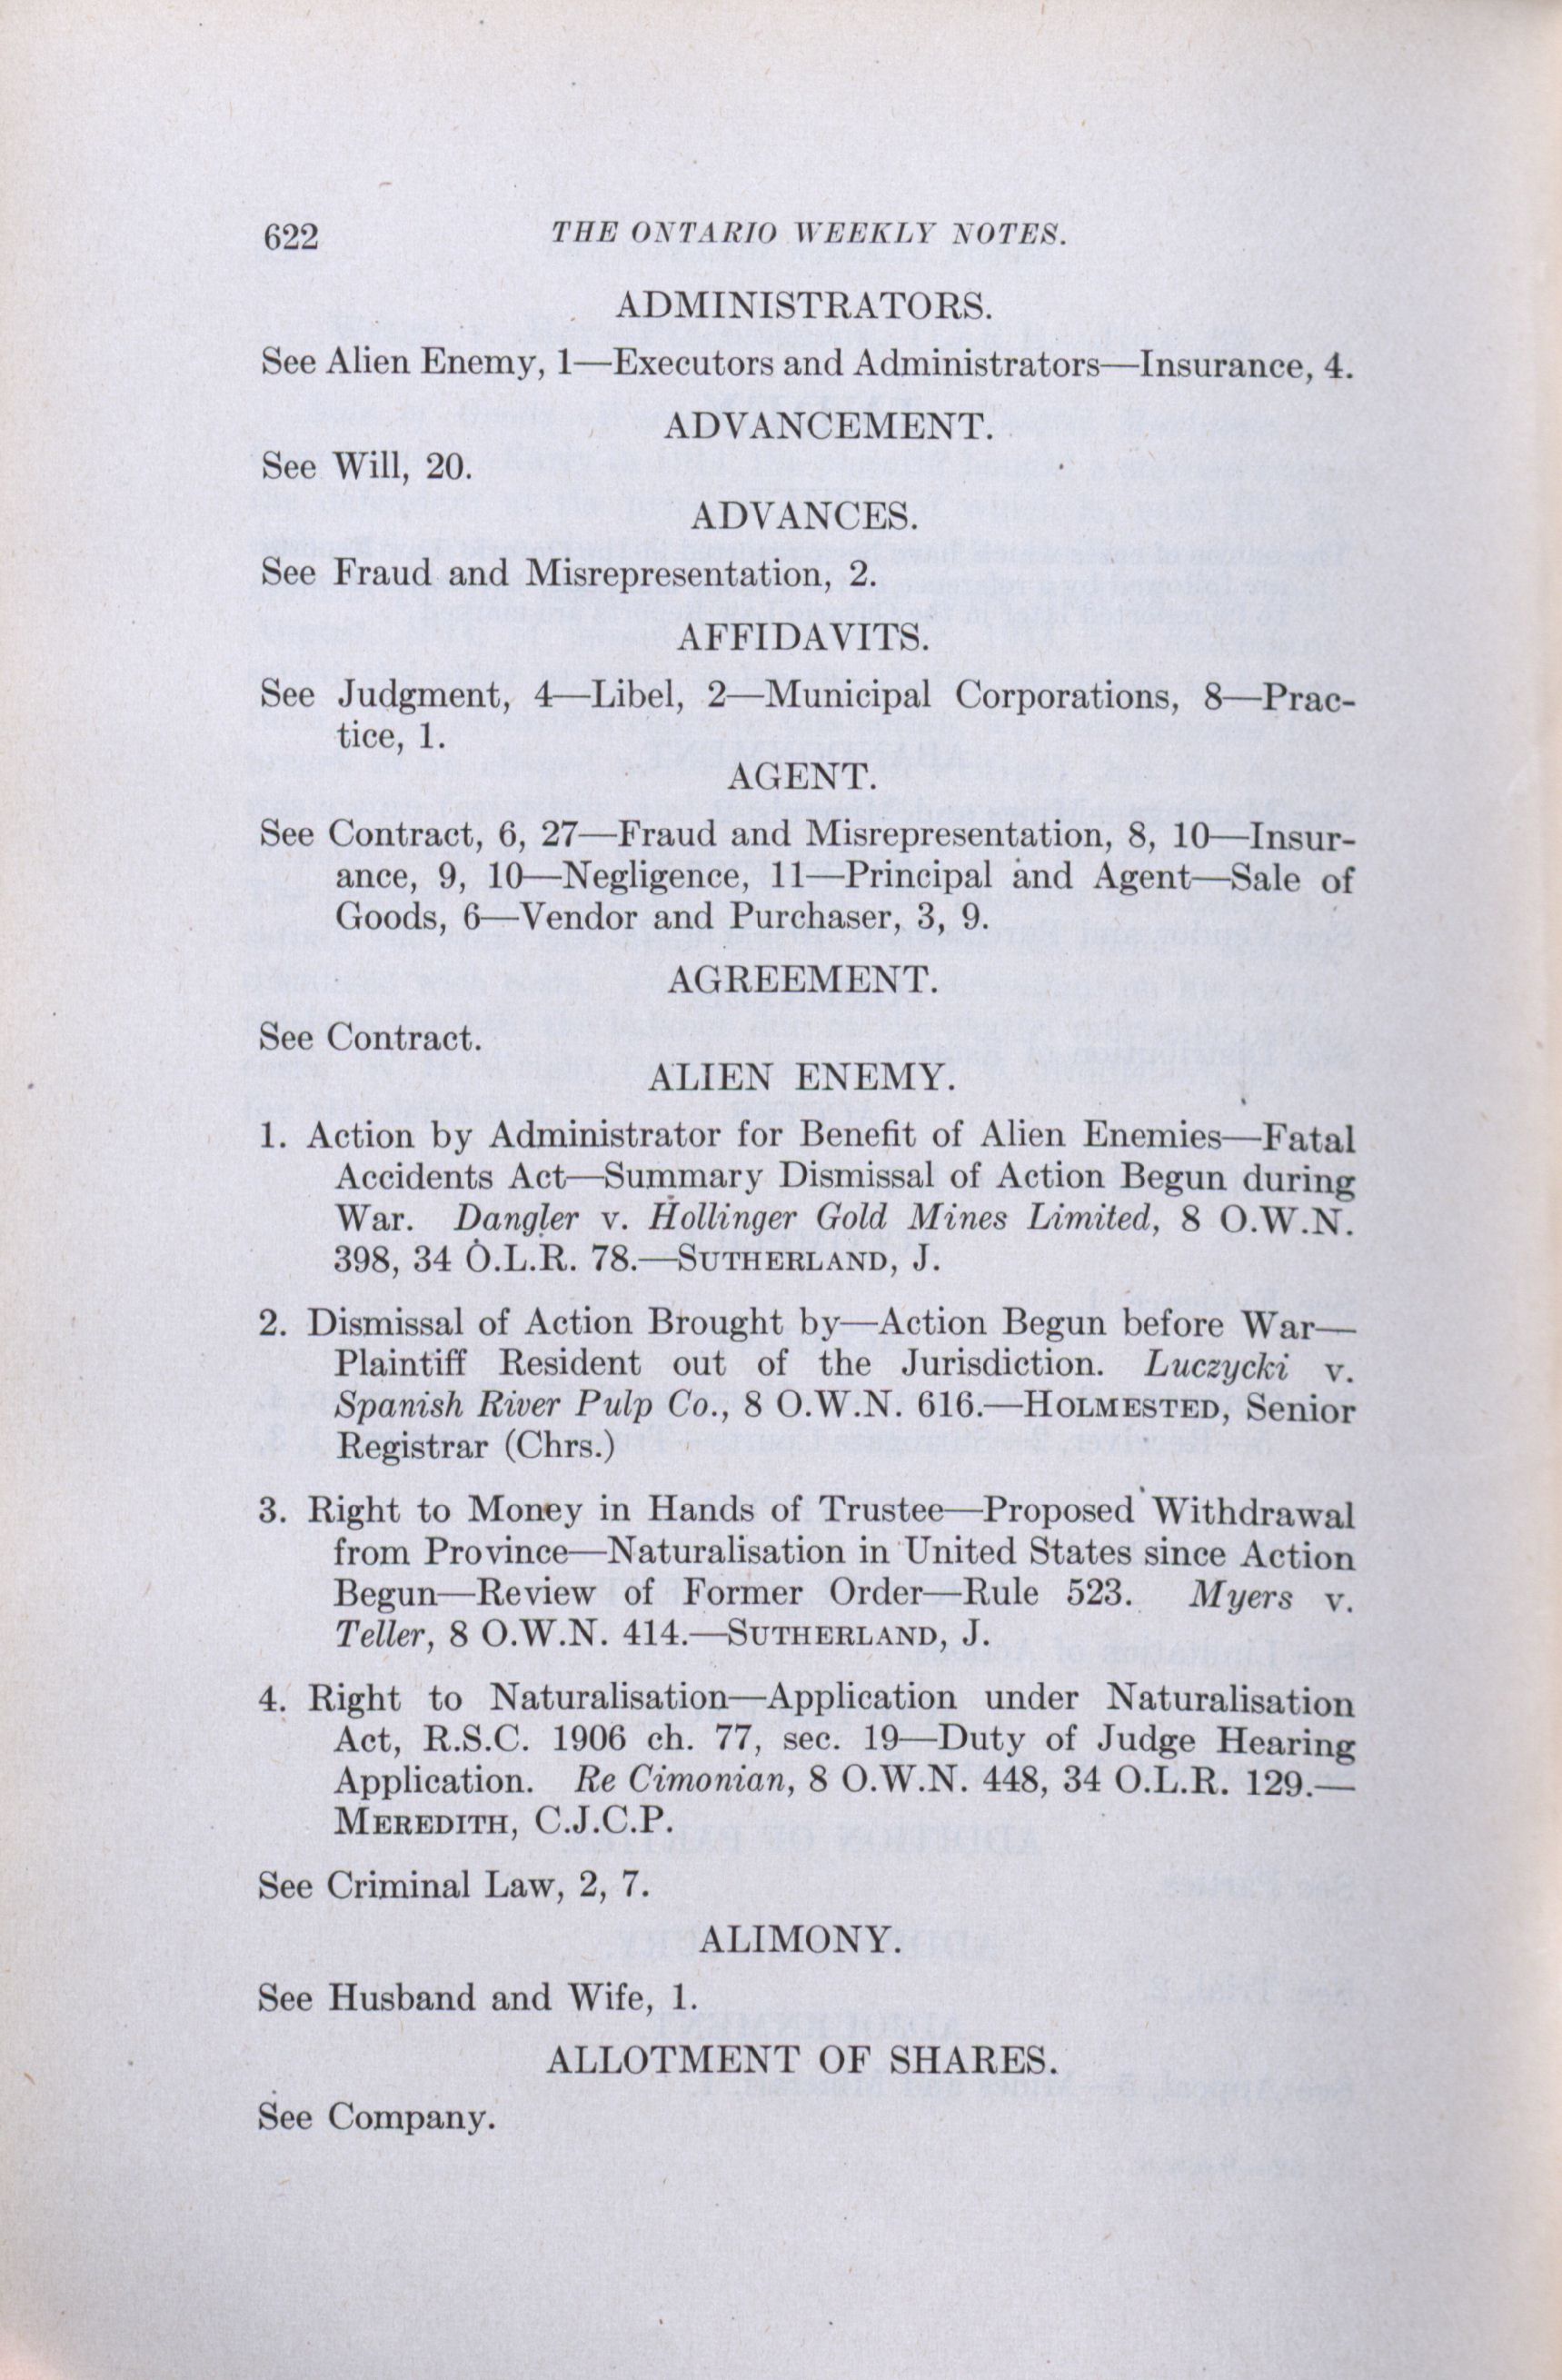 622 THE ONTARIO WEEKLY NOTES.
ADMINISTRATORS.
See Alien Enemy, 1—Executors and Administrators—Insurance, 4.
ADVANCEMENT.
See Will, 20.
ADVANCES.
See Fraud and Misrepresentation, 2.
AFFIDAVITS.
See Judgment, 4—Libel, 2—Municipal Corporations, 8—Prac-
tice, 1.
AGENT.
See Contract, 6, 27—Fraud and Misrepresentation, 8, 10—Insur-
ance, 9, 10—Negligence, 11—Principal and Agent—Sale of
Goods, 6—Vendor and Purchaser, 3, 9.
AGREEMENT.
See Contract.
ALIEN ENEMY.
1. Action by Administrator for Benefit of Alien Enemies—Fatal
Accidents Act—Summary Dismissal of Action Begun during
War. Dangler v. Hollinger Gold Mines Limited, 8 O.W.N.
398, 34 O.L.R. 78.—SUTHERLAND, J.
2. Dismissal of Action Brought by—Action Begun before War—
Plaintiff Resident out of the Jurisdiction. Luczycki v.
Spanish River Pulp Co., 8 O.W.N. 616.—HOLMESTED, Senior
Registrar (Chrs.)
3. Right to Money in Hands of Trustee—Proposed Withdrawal
from Province—Naturalisation in United States since Action
Begun—Review of Former Order—Rule 523. Myers v.
Teller, 8 O.W.N. 414.—SUTHERLAND, J.
4. Right to Naturalisation—Application under Naturalisation
Act, R.S.C. 1906 ch. 77, sec. 19—Duty of Judge Hearing
Application. Re Cimonian, 8 O.W.N. 448, 34 O.L.R. 129.—
MEREDITH, C.J.C.P.
See Criminal Law, 2, 7.
ALIMONY.
See Husband and Wife, 1.
ALLOTMENT OF SHARES.
See Company.